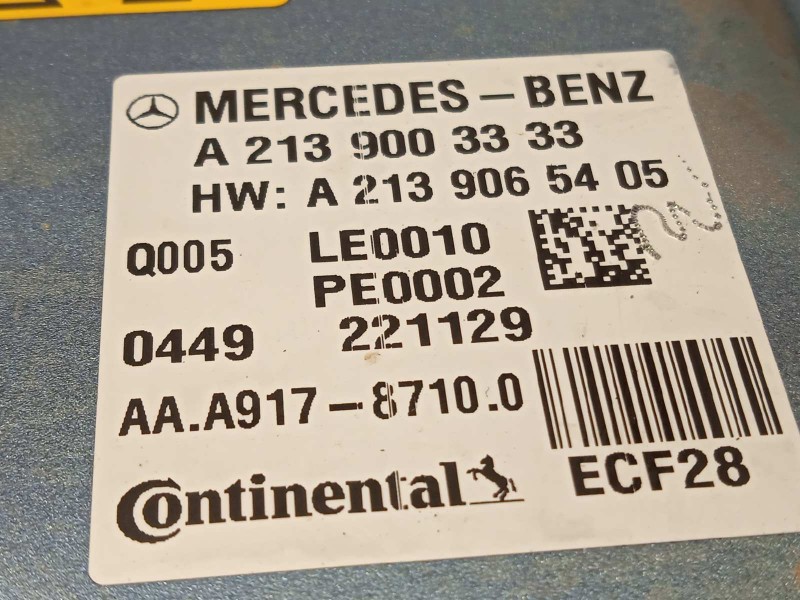 MERCEDES-BENZ
A 213 900 33 33
HW: A 213 906 54 05
Q005 LE0010
PE0002
0449 221129
AA.A917-8710.0
ECF28
Continental